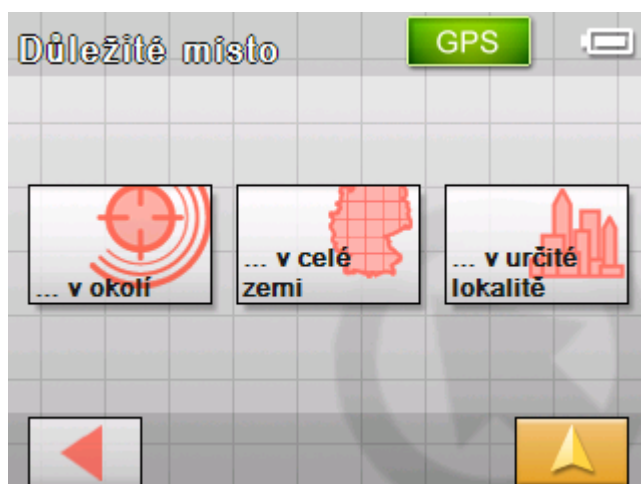 Důležité místo
GPS
... v okolí
... v celé
zemi
... v určité
lokalitě